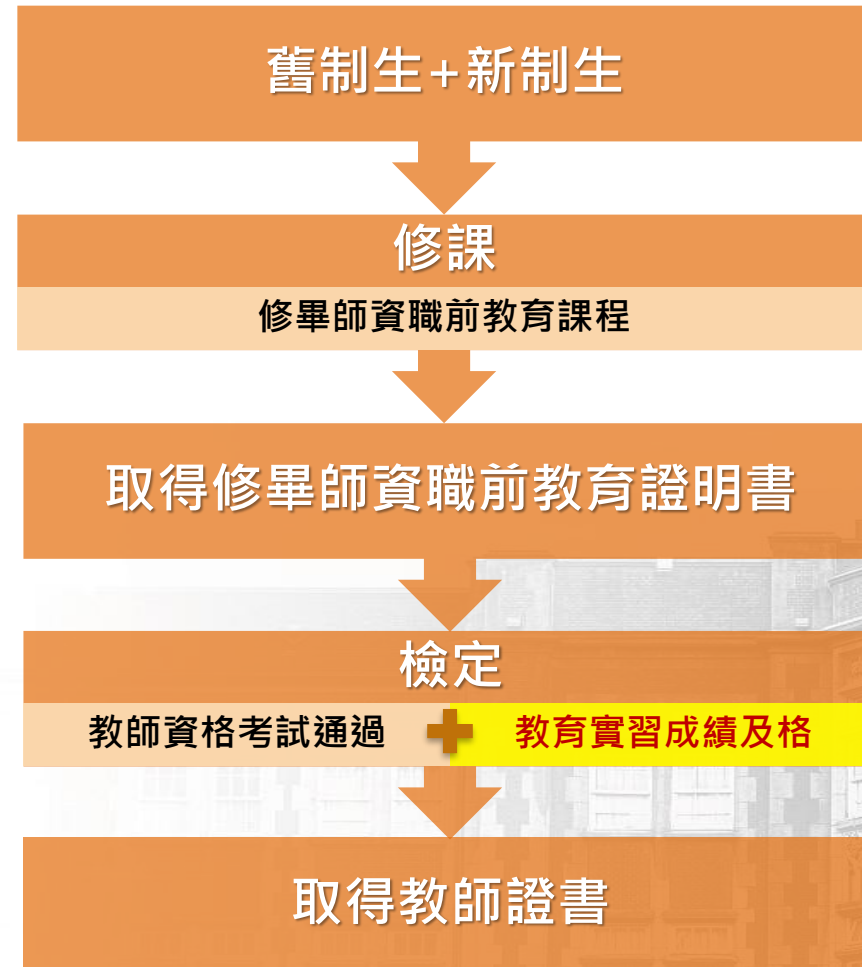 舊制生+新制生
修課
修畢師資職前教育課程
取得修畢師資職前教育證明書
檢定
教師資格考試通過
教育實習成績及格
取得教師證書